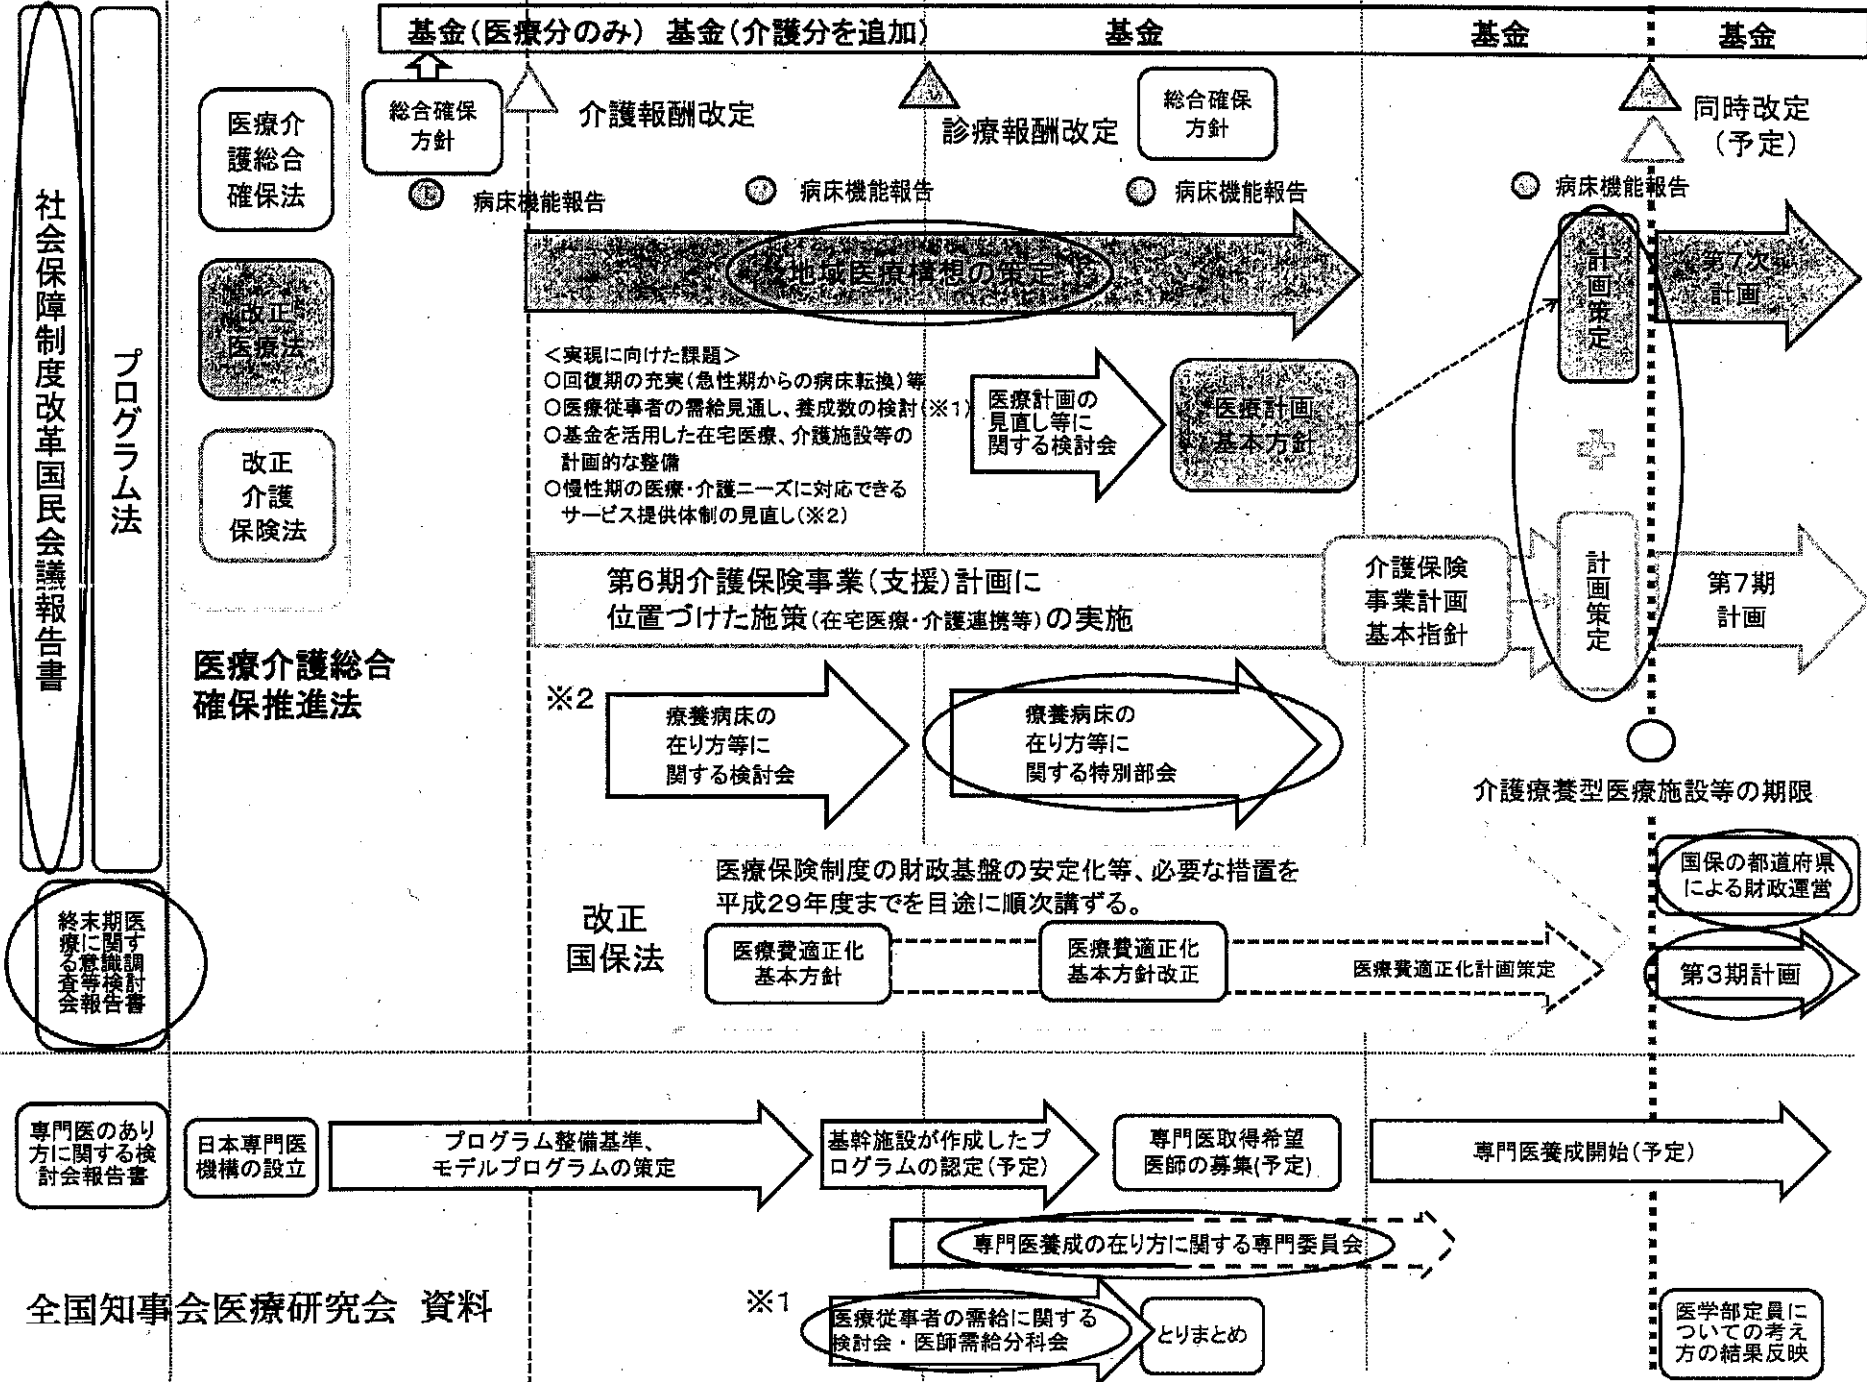 基金(医療分のみ) 基金(介護分を追加) 基金 基金 基金
社会保障制度改革国民会議報告書
プログラム法
医療介
護総合
確保法
総合確保
方針
介護報酬改定
診療報酬改定
総合確保
方針
同時改定
(予定)
病床機能報告
病床機能報告
病床機能報告
病床機能報告
改正
医療法
地域医療構想の策定
計画策定
第7次
計画
<実現に向けた課題>
○回復期の充実(急性期からの病床転換)等
○医療従事者の需給見通し、養成数の検討(※1)
○基金を活用した在宅医療、介護施設等の
計画的な整備
○慢性期の医療・介護ニーズに対応できる
サービス提供体制の見直し(※2)
医療計画の
見直し等に
関する検討会
医療計画
基本方針
改正
介護
保険法
第6期介護保険事業(支援)計画に
位置づけた施策(在宅医療・介護連携等)の実施
介護保険
事業計画
基本指針
計画策定
第7期
計画
医療介護総合
確保推進法
※2
療養病床の
在り方等に
関する検討会
療養病床の
在り方等に
関する特別部会
介護療養型医療施設等の期限
医療保険制度の財政基盤の安定化等、必要な措置を
平成29年度までを目途に順次講ずる。
改正
国保法
医療費適正化
基本方針
医療費適正化
基本方針改正
医療費適正化計画策定
国保の都道府県
による財政運営
第3期計画
終末期医
療に関す
る意識調
査等検討
会報告書
専門医のあり
方に関する検
討会報告書
日本専門医
機構の設立
プログラム整備基準、
モデルプログラムの策定
基幹施設が作成したプ
ログラムの認定(予定)
専門医取得希望
医師の募集(予定)
専門医養成開始(予定)
専門医養成の在り方に関する専門委員会
※1
医療従事者の需給に関する
検討会・医師需給分科会
とりまとめ
医学部定員に
ついての考え
方の結果反映
全国知事会医療研究会 資料